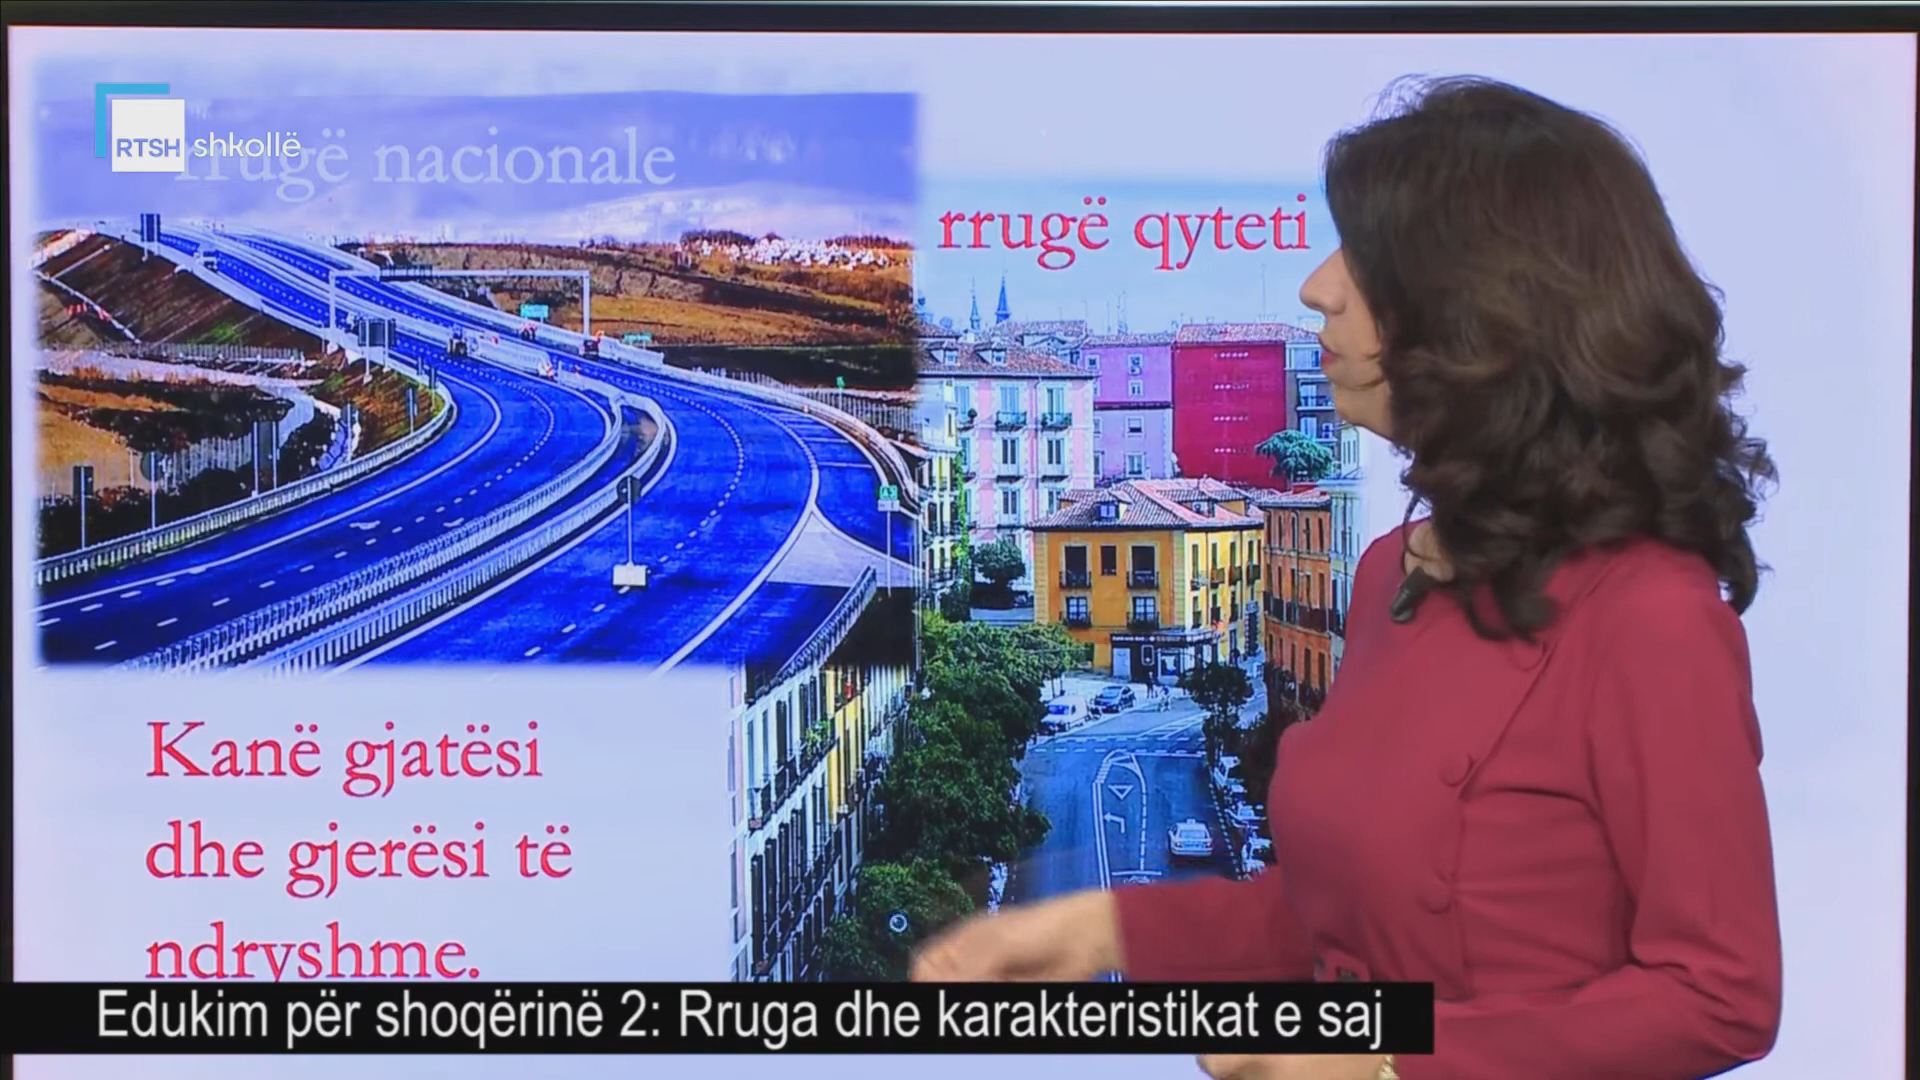 RTSH shkollë
rrugë nacionale
rrugë qyteti
Kanë gjatësi
dhe gjerësi të
ndryshme.
Edukim për shoqërinë 2: Rruga dhe karakteristikat e saj